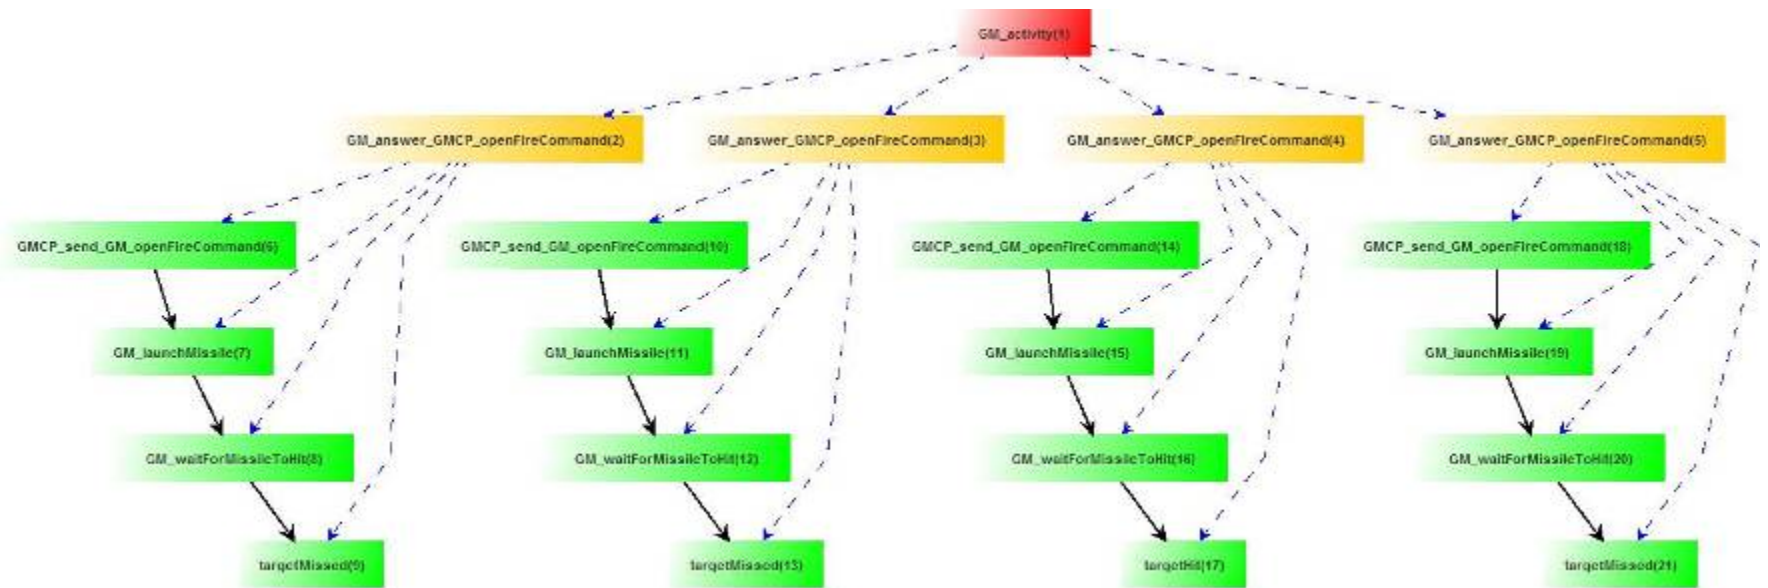 GM_activity(1)
GM_answer_GMCP_openFireCommand(2)
GM_answer_GMCP_openFireCommand(3)
GM_answer_GMCP_openFireCommand(4)
GM_answer_GMCP_openFireCommand(5)
GMCP_send_GM_openFireCommand(6)
GMCP_send_GM_openFireCommand(10)
GMCP_send_GM_openFireCommand(14)
GMCP_send_GM_openFireCommand(18)
GM_launchMissile(7)
GM_launchMissile(11)
GM_launchMissile(15)
GM_launchMissile(19)
GM_waitForMissileToHit(8)
GM_waitForMissileToHit(12)
GM_waitForMissileToHit(16)
GM_waitForMissileToHit(20)
targetMissed(9)
targetMissed(13)
targetHit(17)
targetMissed(21)